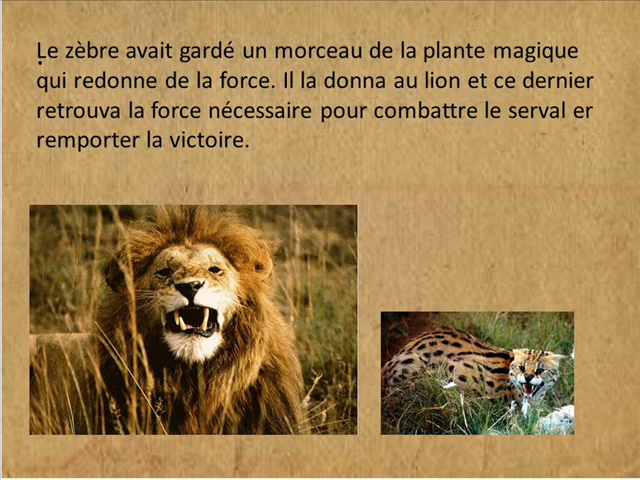 Le zèbre avait gardé un morceau de la plante magique
qui redonne de la force. Il la donna au lion et ce dernier
retrouva la force nécessaire pour combattre le serval er
remporter la victoire.